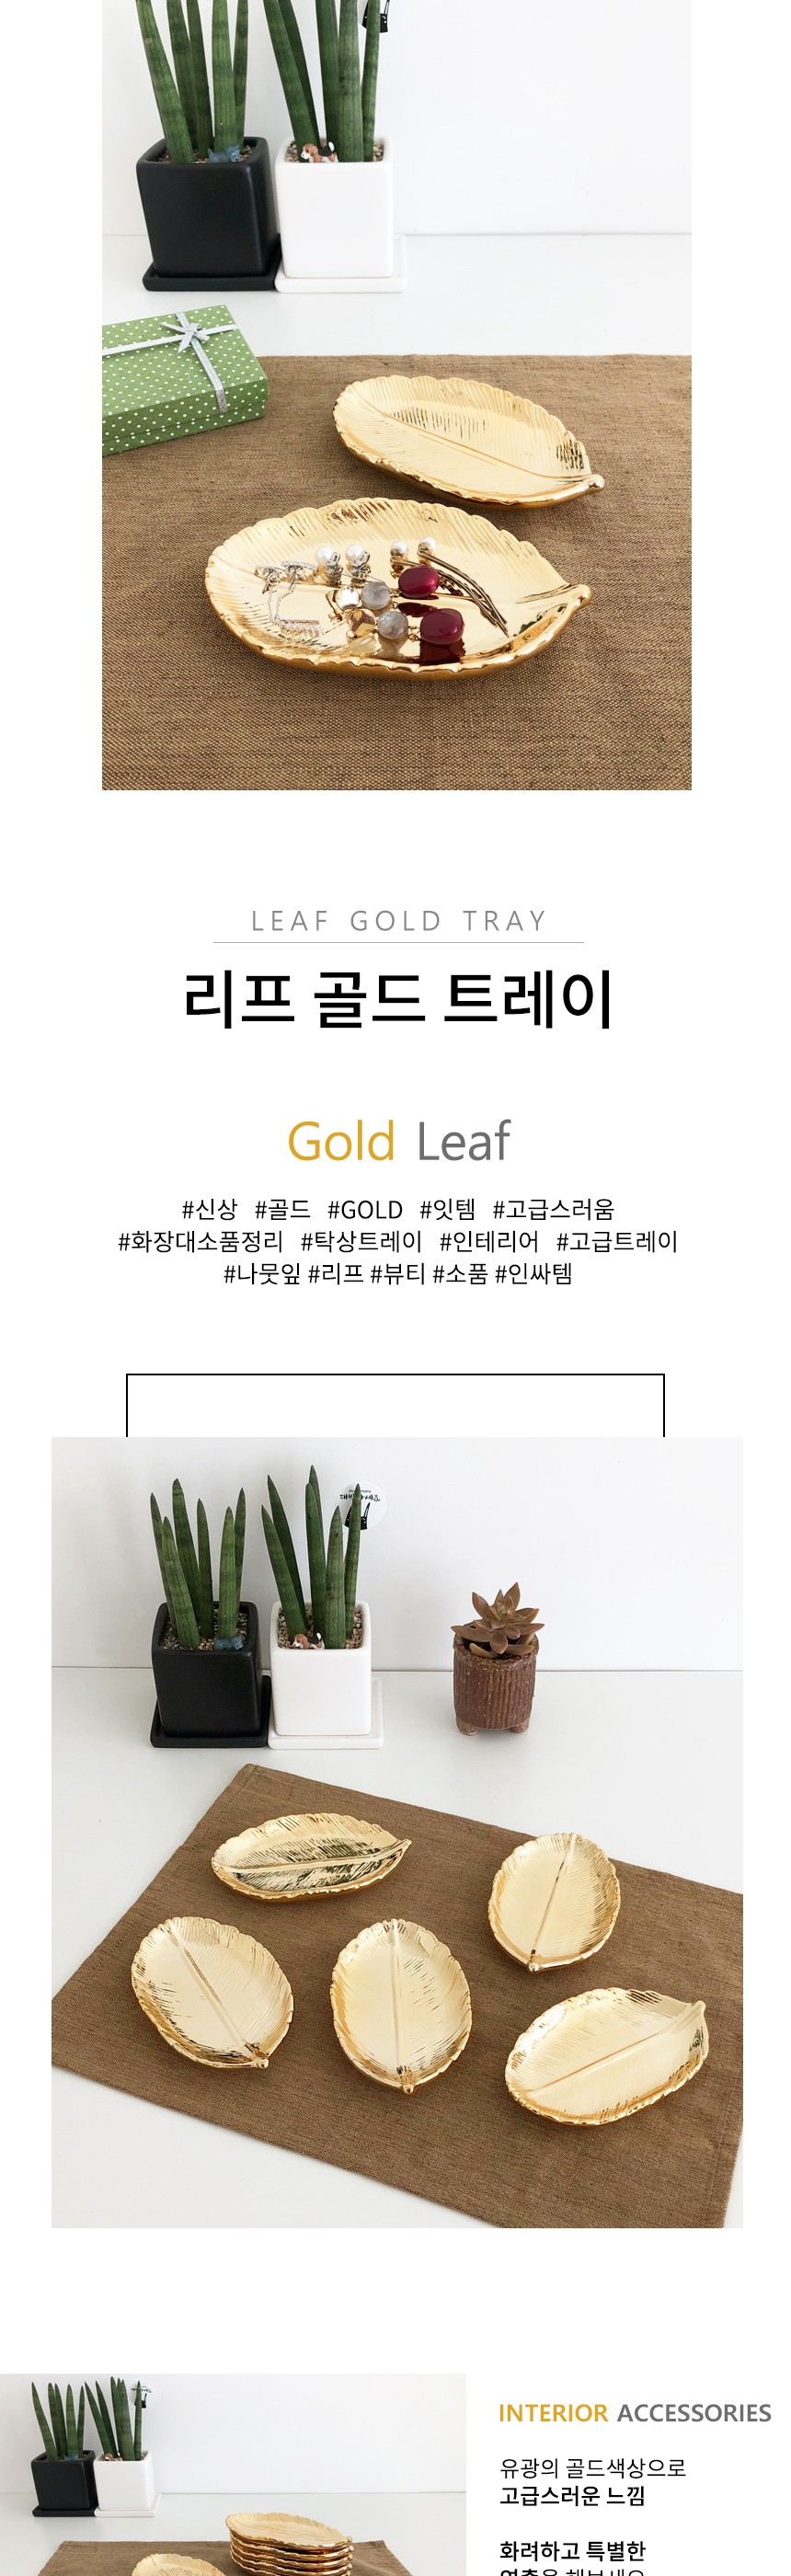 LEAF GOLD TRAY
리프 골드 트레이
Gold Leaf
#신상 #골드 #GOLD #잇템 #고급스러움
#화장대소품정리 #탁상트레이 #인테리어 #고급트레이
#나뭇잎 #리프 #뷰티 #소품 #인싸템
INTERIOR ACCESSORIES
유광의 골드색상으로
고급스러운 느낌
화려하고 특별한